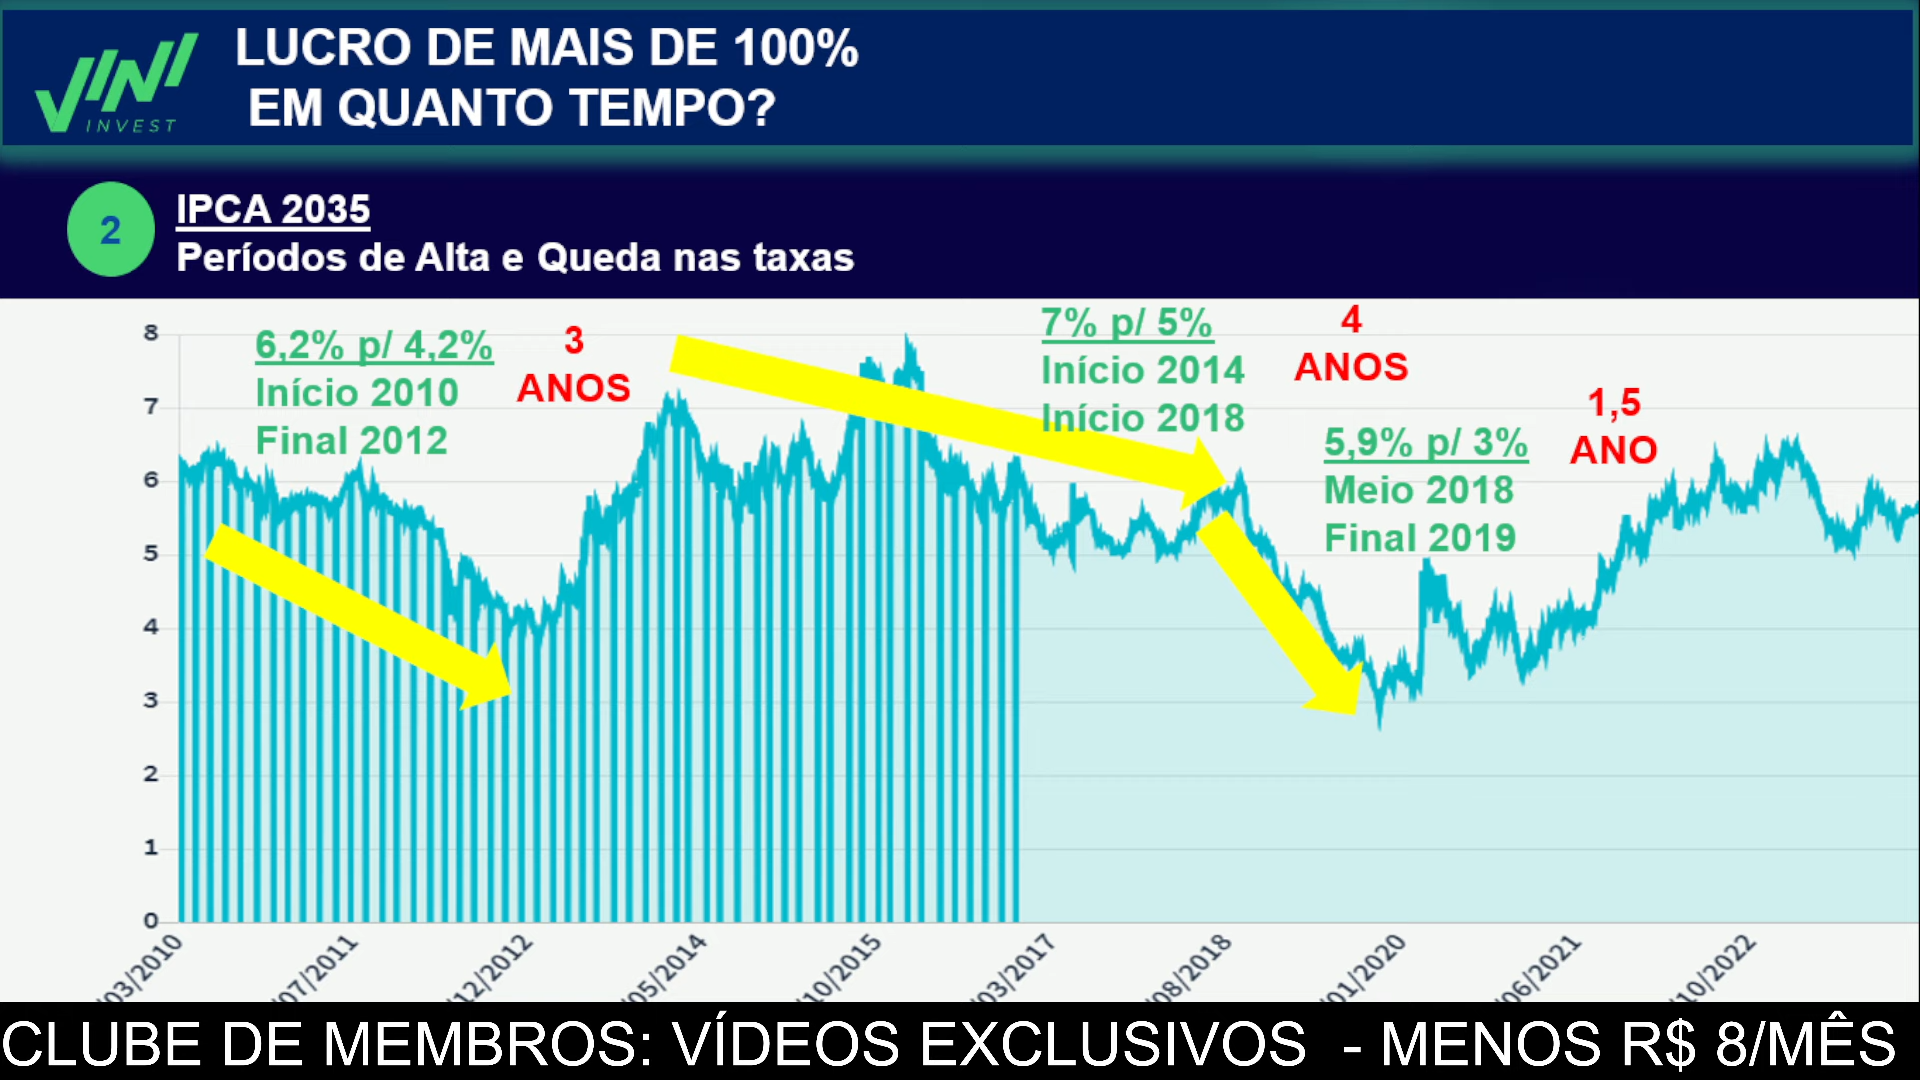 VINI
INVEST
LUCRO DE MAIS DE 100%
EM QUANTO TEMPO?
2
IPCA 2035
Períodos de Alta e Queda nas taxas
6,2% p/ 4,2%
Início 2010
Final 2012
3
ANOS
7% p/ 5%
Início 2014
Início 2018
4
ANOS
5,9% p/ 3%
Meio 2018
Final 2019
1,5
ANO
8
7
6
5
4
3
2
1
0
/03/2010
/07/2011
/12/2012
/05/2014
/10/2015
/03/2017
/08/2018
/01/2020
/06/2021
/10/2022
CLUBE DE MEMBROS: VÍDEOS EXCLUSIVOS - MENOS R$ 8/MÊS